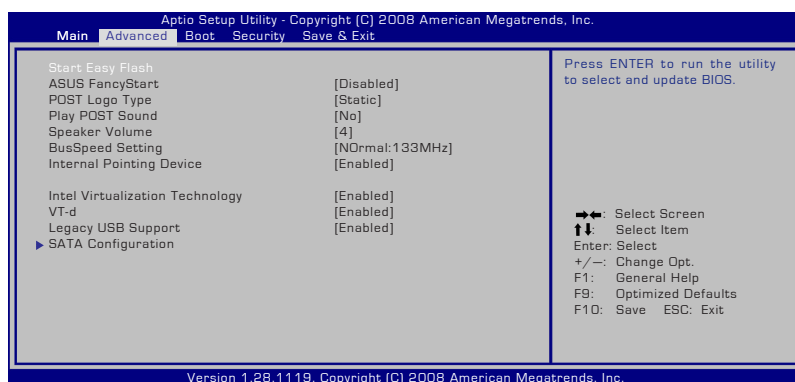 Aptio Setup Utility - Copyright (C) 2008 American Megatrends, Inc.
Main Advanced Boot Security Save & Exit
Start Easy Flash
ASUS FancyStart [Disabled]
POST Logo Type [Static]
Play POST Sound [No]
Speaker Volume [4]
BusSpeed Setting [NOrmal:133MHz]
Internal Pointing Device [Enabled]
Intel Virtualization Technology [Enabled]
VT-d [Enabled]
Legacy USB Support [Enabled]
SATA Configuration
Press ENTER to run the utility
to select and update BIOS.
→←: Select Screen
↑↓: Select Item
Enter: Select
+/—: Change Opt.
F1: General Help
F9: Optimized Defaults
F10: Save ESC: Exit
Version 1.28.1119. Copyright (C) 2008 American Megatrends, Inc.